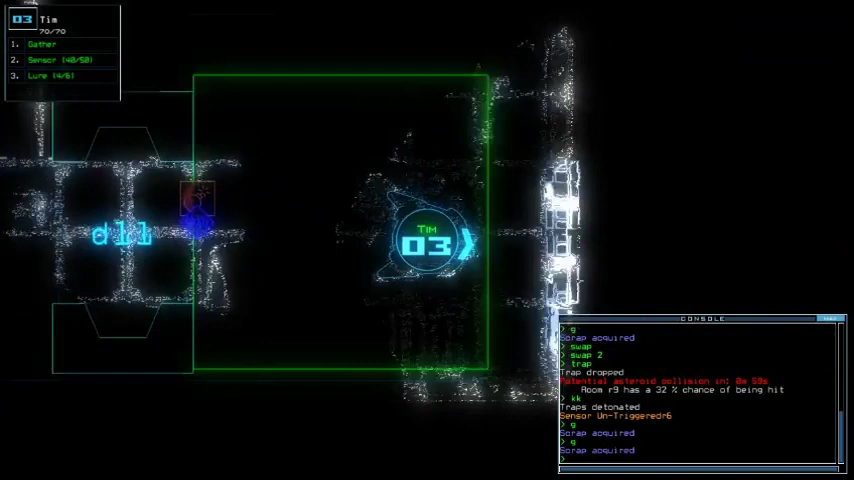 03 Tim
70/70
1. Gather
2. Sensor (40/50)
3. Lure (4/6)
d11
Tim
03
CONSOLE
> g
Scrap acquired
> swap
> swap 2
> trap
Trap dropped
Potential asteroid collision in: 0m 59s
Room r9 has a 32 % chance of being hit
> kk
Traps detonated
Sensor Un-Triggeredr6
> g
Scrap acquired
> g
Scrap acquired
>